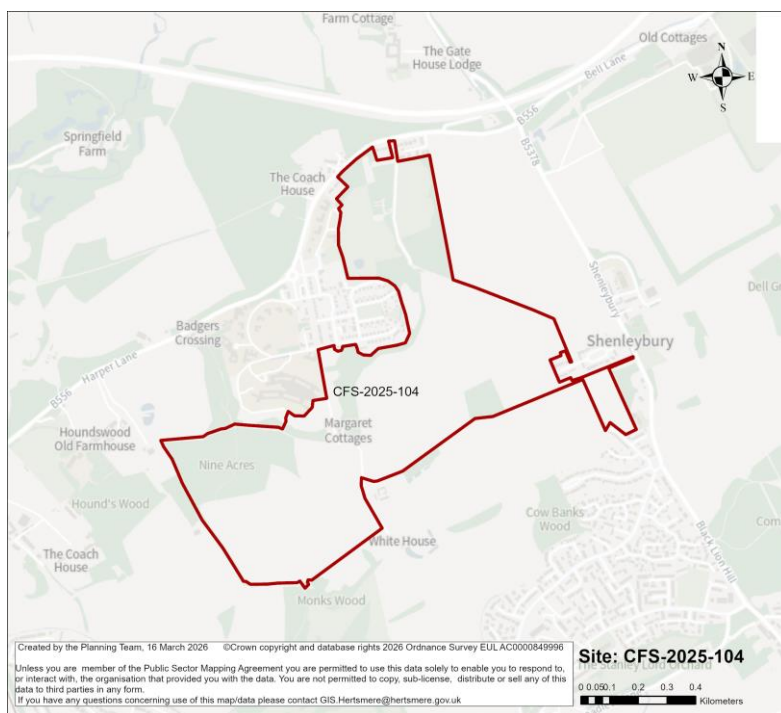 Farm Cottage
The Gate
House Lodge
Old Cottages
N
W
E
S
Bell Lane
B556
B5378
Springfield
Farm
The Coach
House
Shenleybury
Dell
Badgers
Crossing
Shenleybury
Harper Lane
B556
CFS-2025-104
Houndswood
Old Farmhouse
Margaret
Cottages
Nine Acres
Hound's Wood
Cow Banks
Wood
The Coach
House
White House
Black Lion Hill
Monks Wood
Created by the Planning Team, 16 March 2026 ©Crown copyright and database rights 2026 Ordnance Survey EUL AC0000849996
Unless you are member of the Public Sector Mapping Agreement you are permitted to use this data solely to enable you to respond to,
or interact with, the organisation that provided you with the data. You are not permitted to copy, sub-license, distribute or sell any of this
data to third parties in any form.
If you have any questions concerning use of this map/data please contact GIS.Hertsmere@hertsmere.gov.uk
The Stanley Lord Orchard
Site: CFS-2025-104
0 0.05 0.1 0.2 0.3 0.4
Kilometers